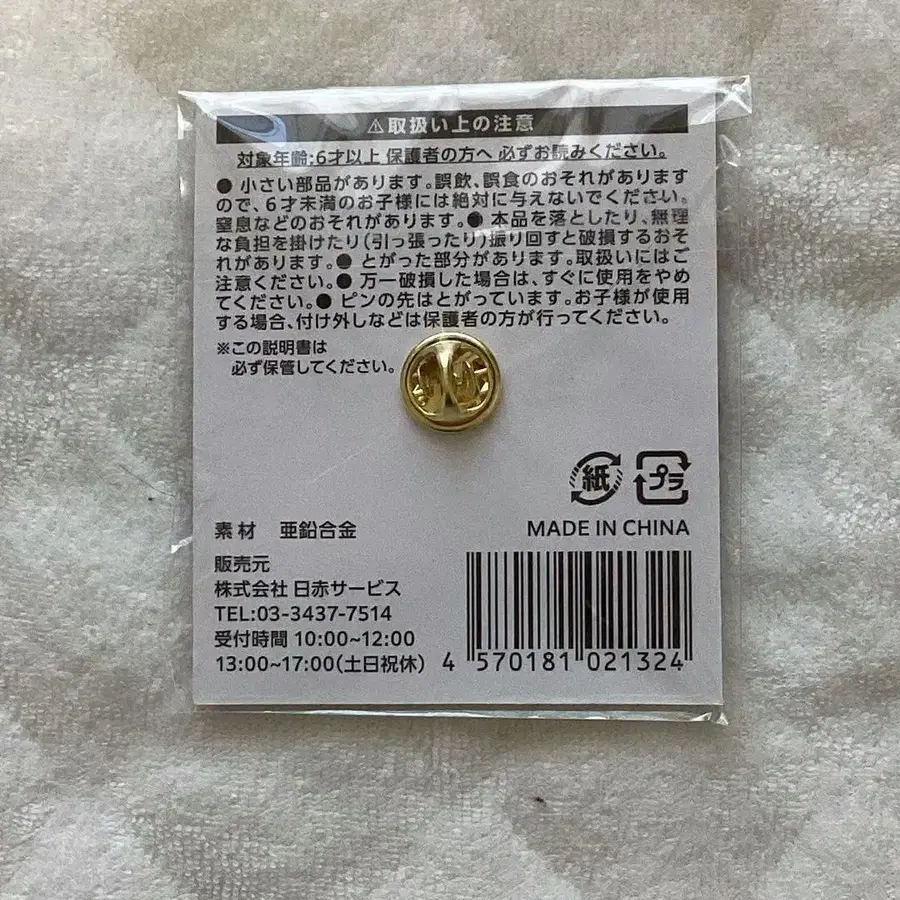 ⚠取扱い上の注意
対象年齢:6才以上 保護者の方へ 必ずお読みください。
● 小さい部品があります。誤飲、誤食のおそれがあります
ので、6才未満のお子様には絶対に与えないでください。
窒息などのおそれがあります。● 本品を落としたり、無理
な負担を掛けたり(引っ張ったり)振り回すと破損するおそ
れがあります。● とがった部分があります。取扱いにはご
注意ください。● 万一破損した場合は、すぐに使用をやめ
てください。● ピンの先はとがっています。お子様が使用
する場合、付け外しなどは保護者の方が行ってください。
※この説明書は
必ず保管してください。
紙 プラ
素材 亜鉛合金
MADE IN CHINA
販売元
株式会社 日赤サービス
TEL:03-3437-7514
受付時間 10:00~12:00
13:00~17:00(土日祝休)
4 570181 021324